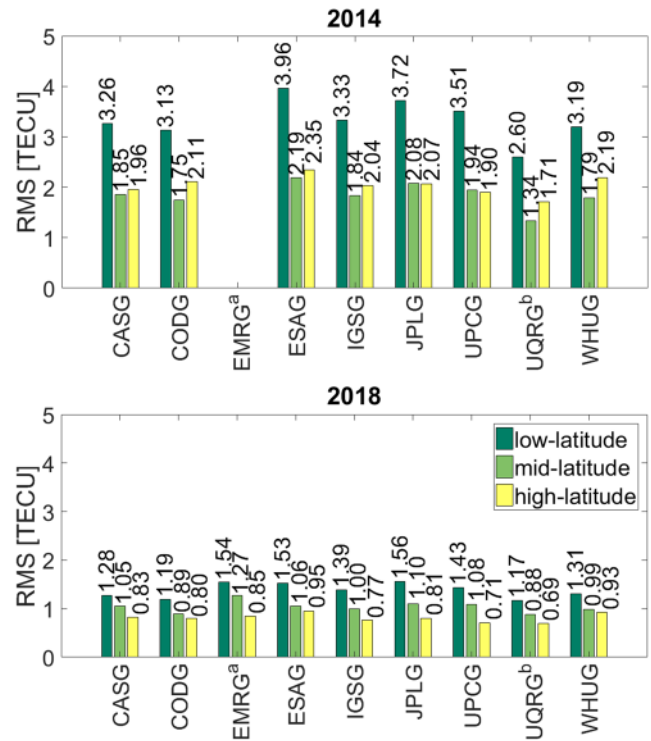 2014
RMS [TECU]
5
4
3
2
1
0
3.26 1.85 1.96
3.13 1.75 2.11
3.96 2.19 2.35
3.33 1.84 2.04
3.72 2.08 2.07
3.51 1.94 1.90
2.60 1.34 1.71
3.19 1.79 2.19
CASG CODG EMRGᵃ ESAG IGSG JPLG UPCG UQRGᵇ WHUG
2018
RMS [TECU]
5
4
3
2
1
0
low-latitude
mid-latitude
high-latitude
1.28 1.05 0.83
1.19 0.89 0.80
1.54 1.27 0.85
1.53 1.06 0.95
1.39 1.00 0.77
1.56 1.10 0.81
1.43 1.08 0.71
1.17 0.88 0.69
1.31 0.99 0.93
CASG CODG EMRGᵃ ESAG IGSG JPLG UPCG UQRGᵇ WHUG